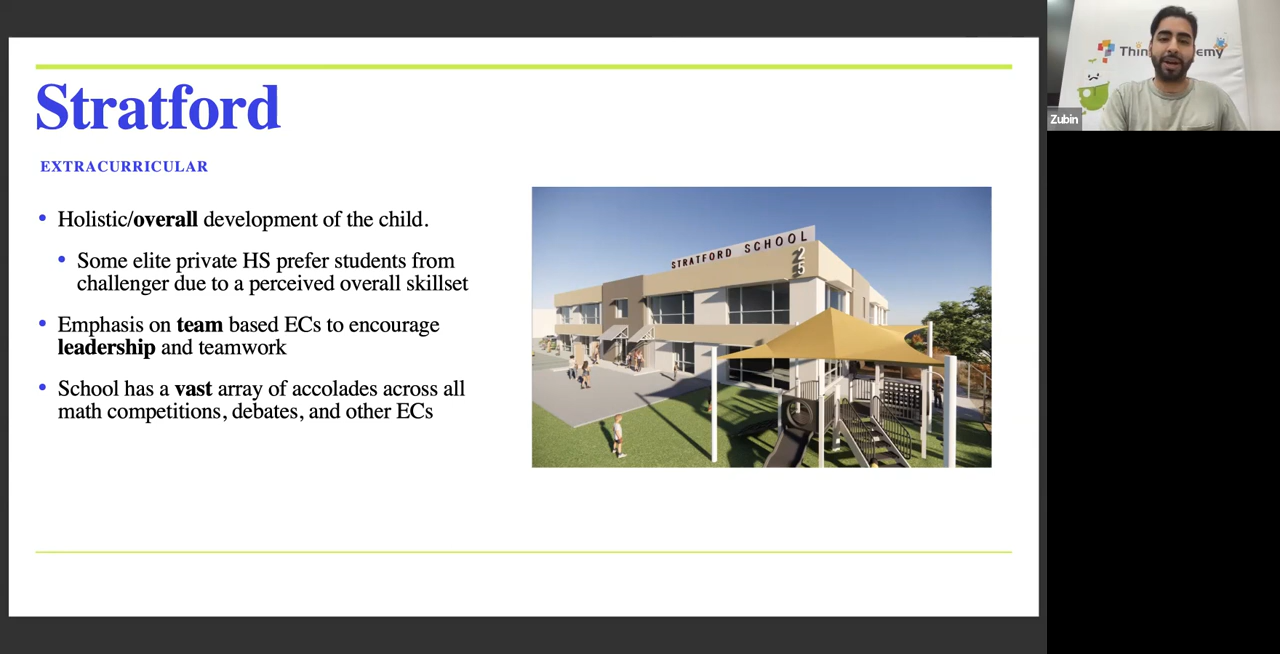 Stratford
EXTRACURRICULAR
• Holistic/overall development of the child.
• Some elite private HS prefer students from
challenger due to a perceived overall skillset
• Emphasis on team based ECs to encourage
leadership and teamwork
• School has a vast array of accolades across all
math competitions, debates, and other ECs
STRATFORD SCHOOL
25
Zubin